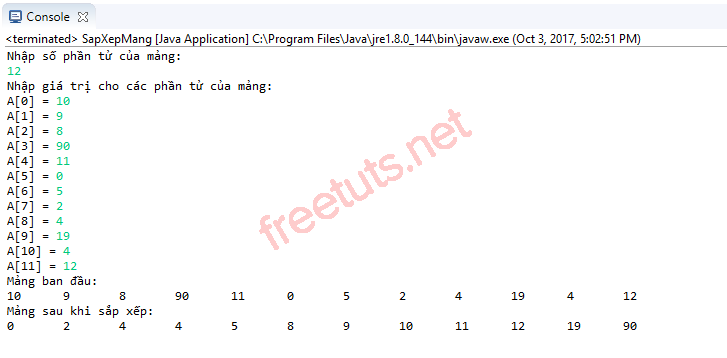 Console
<terminated> SapXepMang [Java Application] C:\Program Files\Java\jre1.8.0_144\bin\javaw.exe (Oct 3, 2017, 5:02:51 PM)
Nhập số phần tử của mảng:
12
Nhập giá trị cho các phần tử của mảng:
A[0] = 10
A[1] = 9
A[2] = 8
A[3] = 90
A[4] = 11
A[5] = 0
A[6] = 5
A[7] = 2
A[8] = 4
A[9] = 19
A[10] = 4
A[11] = 12
Mảng ban đầu:
10 9 8 90 11 0 5 2 4 19 4 12
Mảng sau khi sắp xếp:
0 2 4 4 5 8 9 10 11 12 19 90
freetuts.net